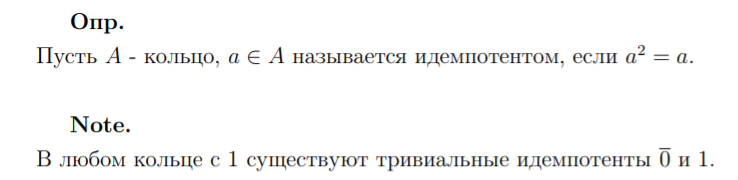 Опр.
Пусть A - кольцо, a ∈ A называется идемпотентом, если a² = a.
Note.
В любом кольце с 1 существуют тривиальные идемпотенты 0̅ и 1.